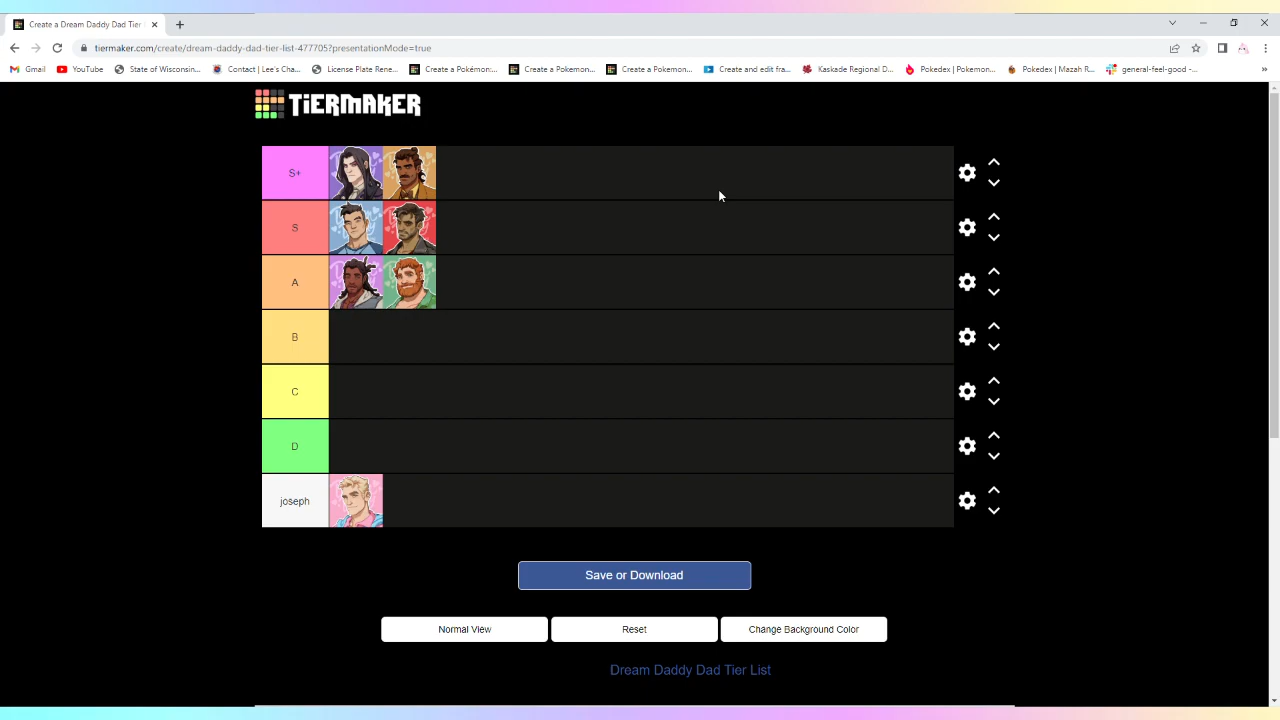 Create a Dream Daddy Dad Tier
tiermaker.com/create/dream-daddy-dad-tier-list-477705?presentationMode=true
Gmail YouTube State of Wisconsin... Contact | Lee's Cha... License Plate Rene... Create a Pokémon:... Create a Pokemon... Create a Pokemon... Create and edit fra... Kaskade Regional D... Pokedex | Pokemon... Pokedex | Mazah R... general-feel-good -...
TiERMAKER
S+
S
A
B
C
D
joseph
Save or Download
Normal View Reset Change Background Color
Dream Daddy Dad Tier List